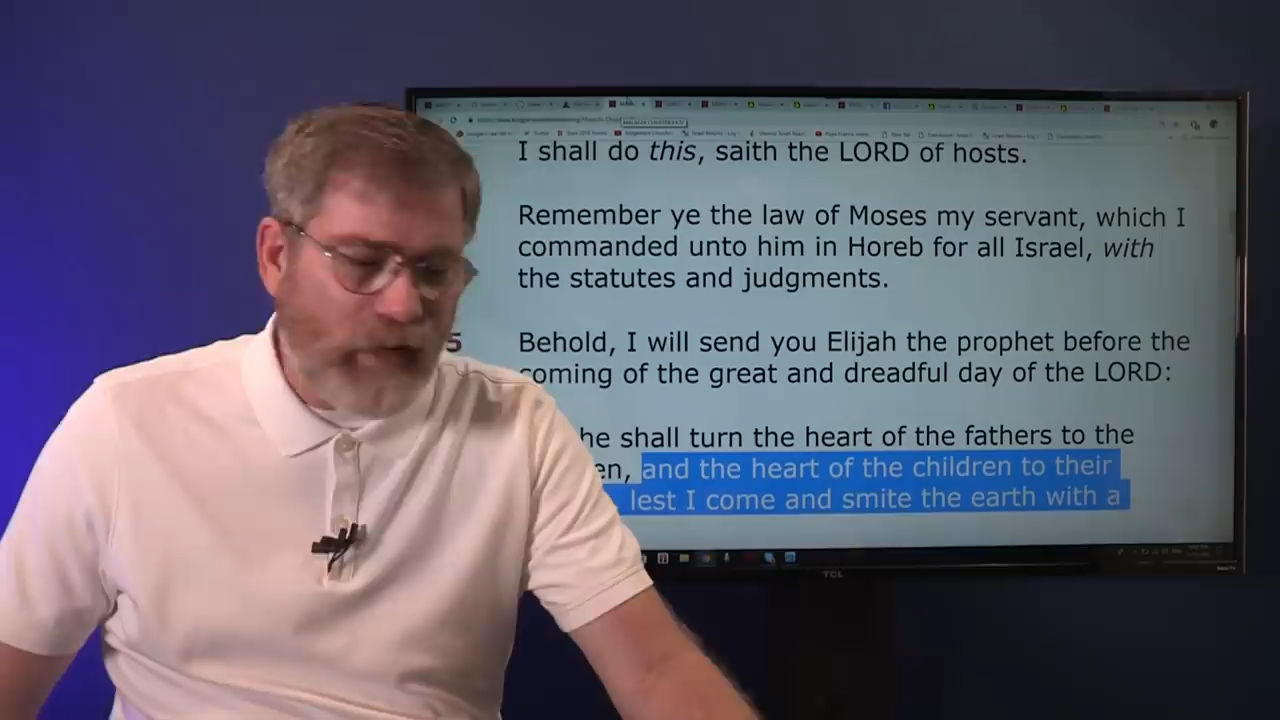 I shall do this, saith the LORD of hosts.
Remember ye the law of Moses my servant, which I
commanded unto him in Horeb for all Israel, with
the statutes and judgments.
5 Behold, I will send you Elijah the prophet before the
coming of the great and dreadful day of the LORD:
he shall turn the heart of the fathers to the
en, and the heart of the children to their
lest I come and smite the earth with a
TCL